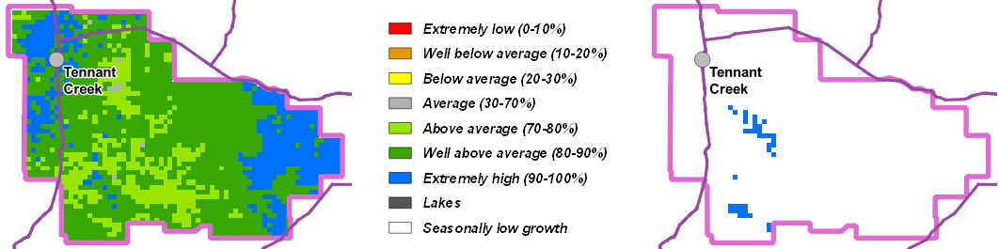 Tennant
Creek
Extremely low (0-10%)
Well below average (10-20%)
Below average (20-30%)
Average (30-70%)
Above average (70-80%)
Well above average (80-90%)
Extremely high (90-100%)
Lakes
Seasonally low growth
Tennant
Creek